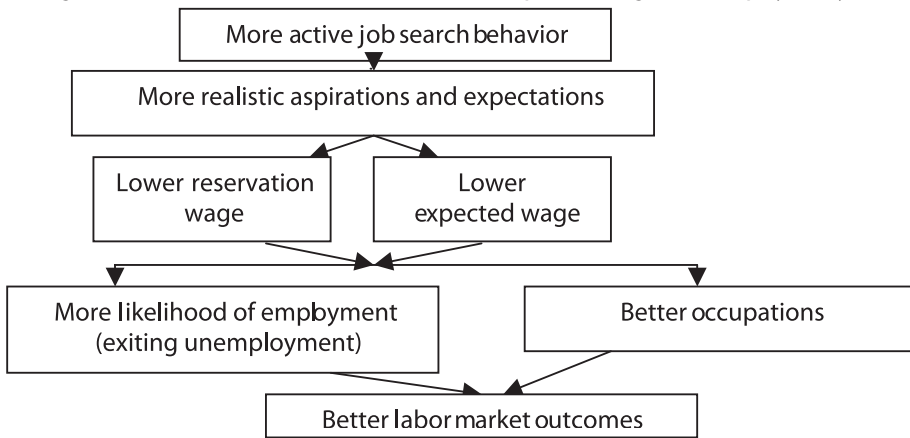 More active job search behavior
More realistic aspirations and expectations
Lower reservation
wage
Lower
expected wage
More likelihood of employment
(exiting unemployment)
Better occupations
Better labor market outcomes